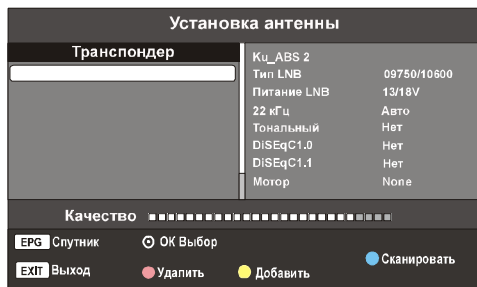 Установка антенны
Транспондер
Ku_ABS 2
Тип LNB 09750/10600
Питание LNB 13/18V
22 кГц Авто
Тональный Нет
DiSEqC1.0 Нет
DiSEqC1.1 Нет
Мотор None
Качество
EPG Спутник OK Выбор
EXIT Выход Удалить Добавить Сканировать